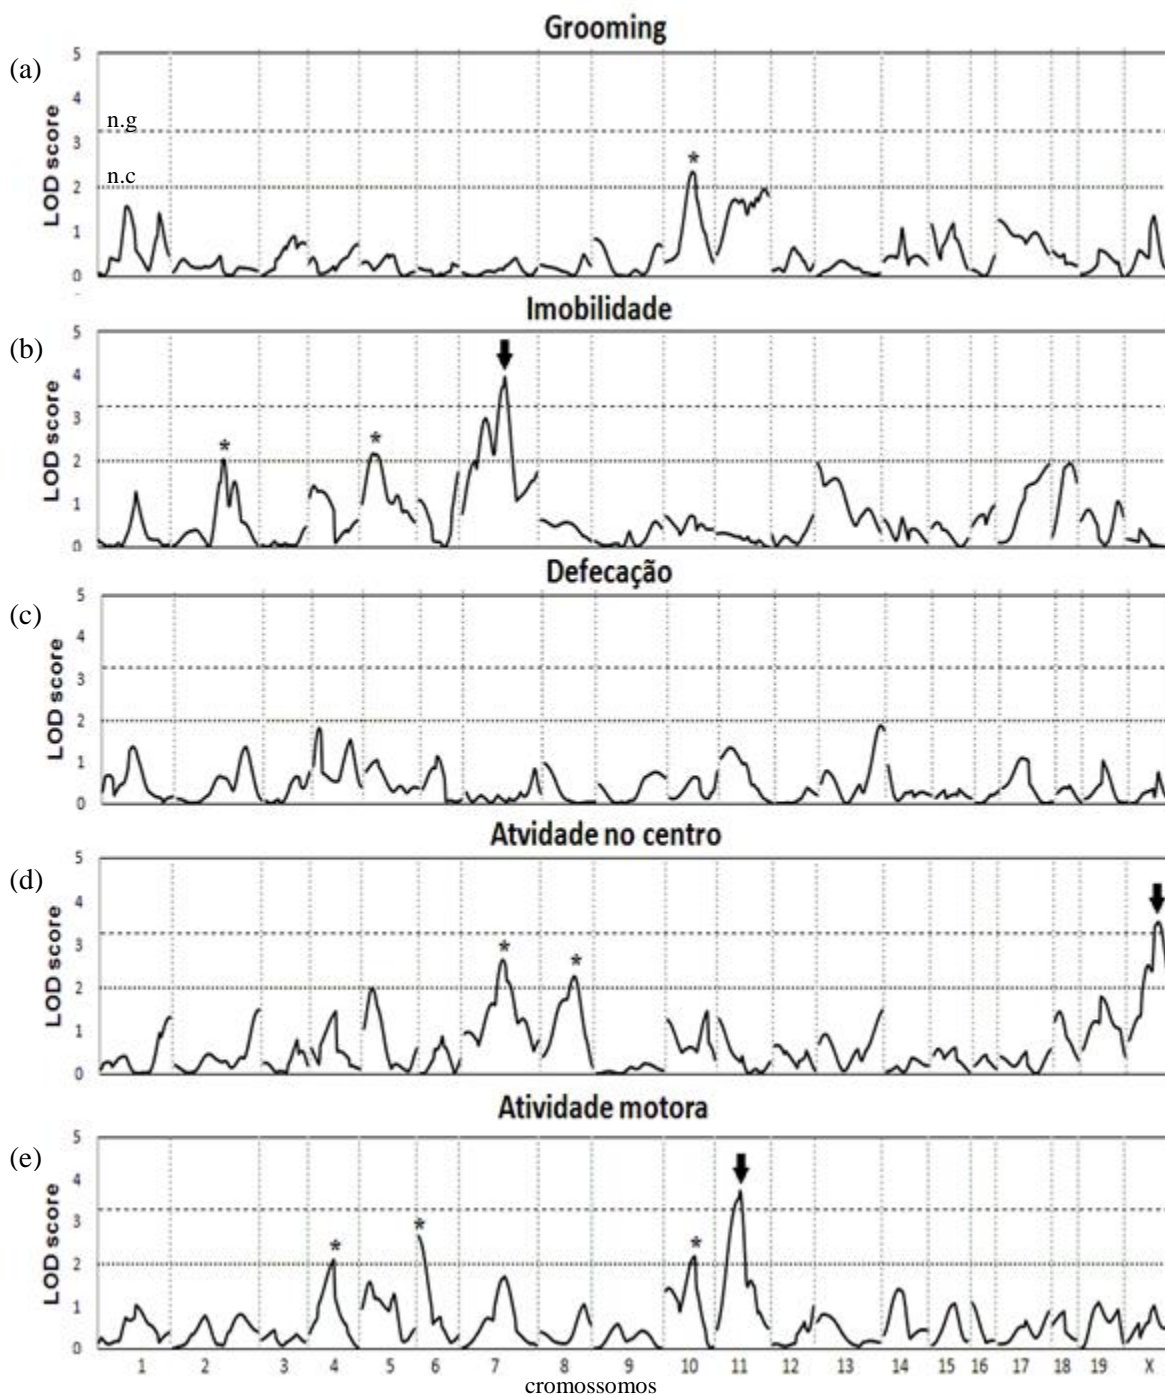 Grooming
(a)
5
4
n.g
3
n.c
2
1
0
LOD score
*
Imobilidade
(b)
5
4
3
2
1
0
LOD score
* *
Defecação
(c)
5
4
3
2
1
0
LOD score
Atvidade no centro
(d)
5
4
3
2
1
0
LOD score
* *
Atividade motora
(e)
5
4
3
2
1
0
LOD score
* * *
1 2 3 4 5 6 7 8 9 10 11 12 13 14 15 16 17 18 19 X
cromossomos